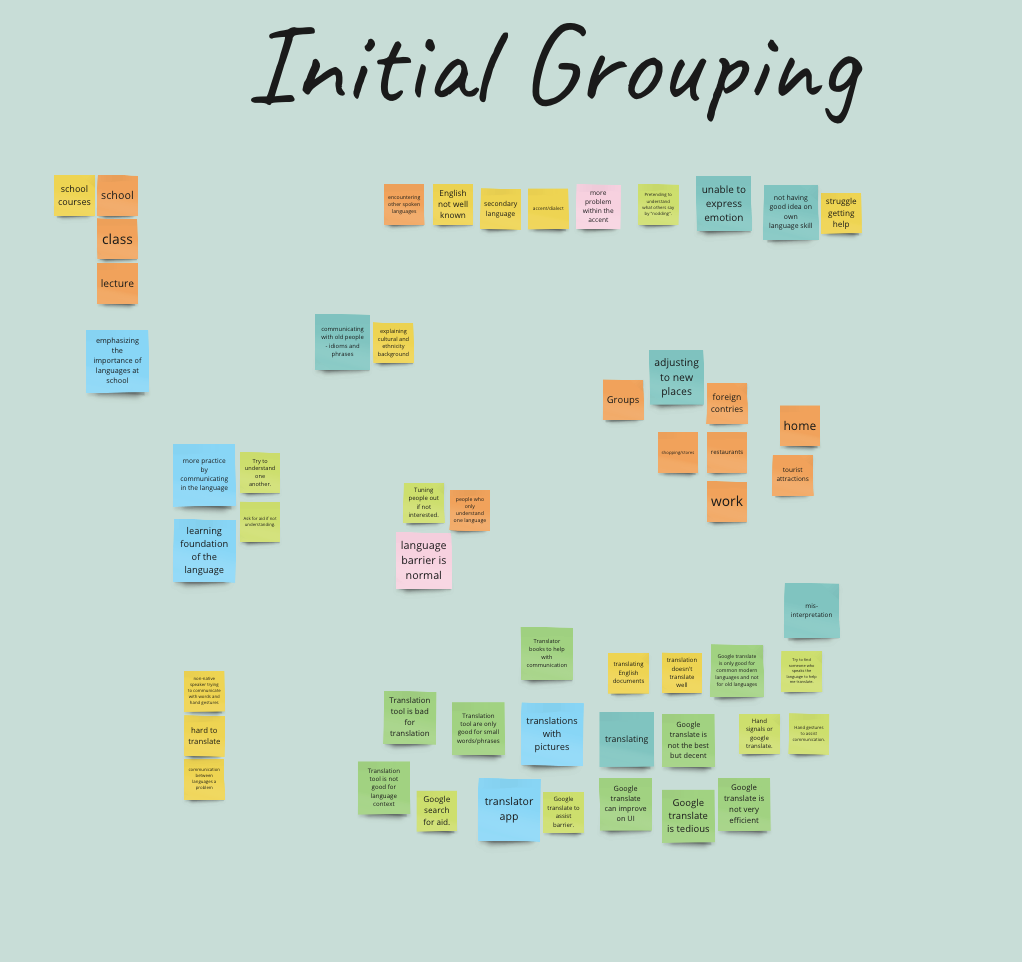 Initial Grouping
school
courses
school
class
lecture
emphasizing
the
importance of
languages at
school
encountering
other spoken
languages
English
not well
known
secondary
language
accent/dialect
more
problem
within the
accent
Pretending to
understand
what others say
by "nodding".
unable to
express
emotion
not having
good idea on
own
language skill
struggle
getting
help
communicating
with old people
- idioms and
phrases
explaining
cultural and
ethnicity
background
adjusting
to new
places
Groups
foreign
contries
shopping/stores
restaurants
work
home
tourist
attractions
more practice
by
communicating
in the language
Try to
understand
one
another.
Ask for aid if not
understanding.
learning
foundation
of the
language
Tuning
people out
if not
interested.
people who
only
understand
one language
language
barrier is
normal
mis-
interpretation
non-native
speaker trying
to communicate
with words and
hand gestures
hard to
translate
communication
between
languages a
problem
Translator
books to help
with
communication
translating
English
documents
translation
doesn't
translate
well
Google translate
is only good for
common modern
languages and not
for old languages
Try to find
someone who
speaks the
language to help
me translate.
Translation
tool is bad
for
translation
Translation
tool are only
good for small
words/phrases
translations
with
pictures
translating
Google
translate is
not the best
but decent
Hand
signals or
google
translate.
Hand gestures
to assist
communication.
Translation
tool is not
good for
language
context
Google
search
for aid.
translator
app
Google
translate to
assist
barrier.
Google
translate
can improve
on UI
Google
translate
is tedious
Google
translate is
not very
efficient